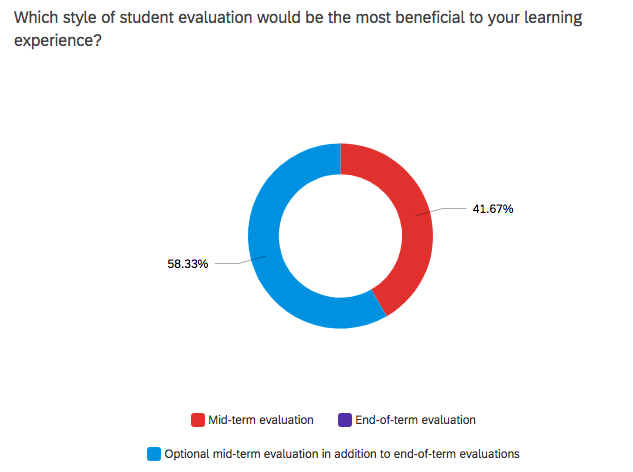 Which style of student evaluation would be the most beneficial to your learning
experience?
41.67%
58.33%
Mid-term evaluation
End-of-term evaluation
Optional mid-term evaluation in addition to end-of-term evaluations